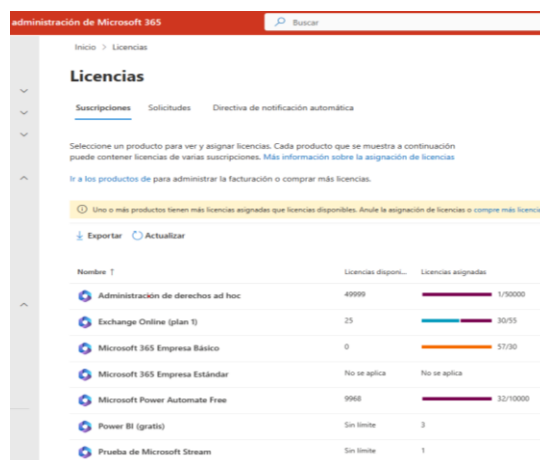 administración de Microsoft 365
Buscar
Inicio > Licencias
Licencias
Suscripciones Solicitudes Directiva de notificación automática
Seleccione un producto para ver y asignar licencias. Cada producto que se muestra a continuación
puede contener licencias de varias suscripciones. Más información sobre la asignación de licencias
Ir a los productos de para administrar la facturación o comprar más licencias.
Uno o más productos tienen más licencias asignadas que licencias disponibles. Anule la asignación de licencias o compre más licencia
Exportar Actualizar
Nombre ↑ Licencias disponi... Licencias asignadas
Administración de derechos ad hoc 49999 1/50000
Exchange Online (plan 1) 25 30/55
Microsoft 365 Empresa Básico 0 57/30
Microsoft 365 Empresa Estándar No se aplica No se aplica
Microsoft Power Automate Free 9968 32/10000
Power BI (gratis) Sin límite 3
Prueba de Microsoft Stream Sin límite 1